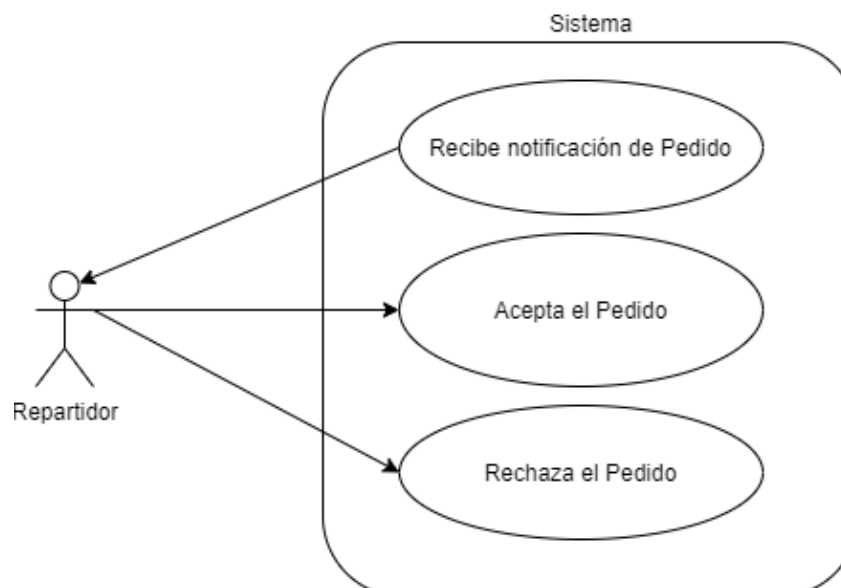 Sistema
Recibe notificación de Pedido
Acepta el Pedido
Repartidor
Rechaza el Pedido